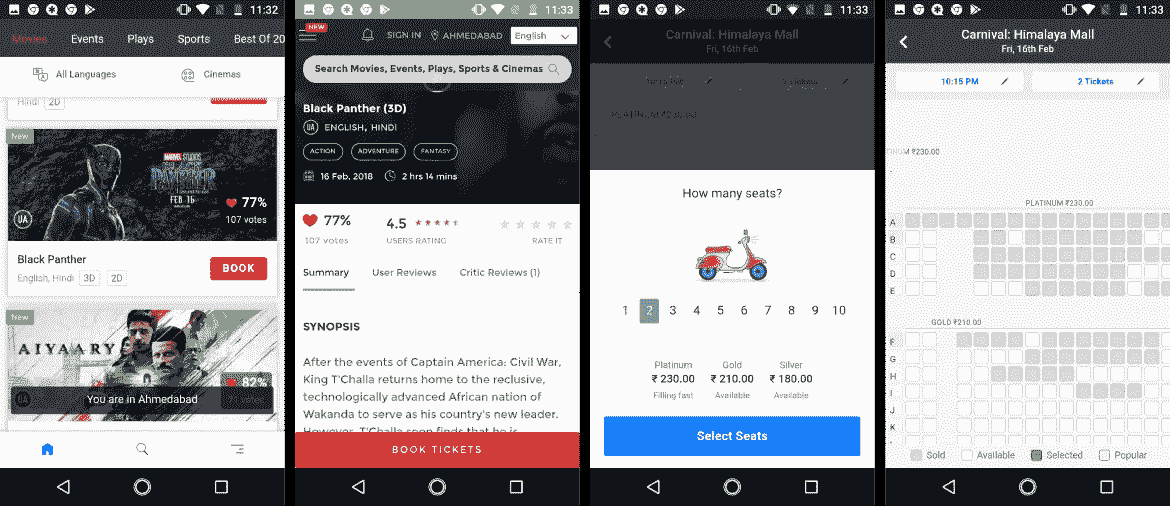 11:32
Movies Events Plays Sports Best Of 20
All Languages Cinemas
Hindi 2D
New
MARVEL STUDIOS
BLACK
PANTHER
FEB 16
77%
UA 107 votes
Black Panther
English, Hindi 3D 2D
BOOK
New
AIYAARY
82%
UA
You are in Ahmedabad
11:33
NEW
SIGN IN AHMEDABAD English
Search Movies, Events, Plays, Sports & Cinemas
Black Panther (3D)
UA ENGLISH, HINDI
ACTION ADVENTURE FANTASY
16 Feb, 2018 2 hrs 14 mins
77% 4.5
107 votes USERS RATING RATE IT
Summary User Reviews Critic Reviews (1)
SYNOPSIS
After the events of Captain America: Civil War,
King T'Challa returns home to the reclusive,
technologically advanced African nation of
Wakanda to serve as his country's new leader.
However, T'Challa soon finds that he is
BOOK TICKETS
11:33
Carnival: Himalaya Mall
Fri, 16th Feb
How many seats?
1 2 3 4 5 6 7 8 9 10
Platinum Gold Silver
₹ 230.00 ₹ 210.00 ₹ 180.00
Filling fast Available Available
Select Seats
11:33
Carnival: Himalaya Mall
Fri, 16th Feb
10:15 PM 2 Tickets
₹230.00
PLATINUM ₹230.00
A
B
C
D
E
GOLD ₹210.00
F
G
H
I
J
K
Sold Available Selected Popular